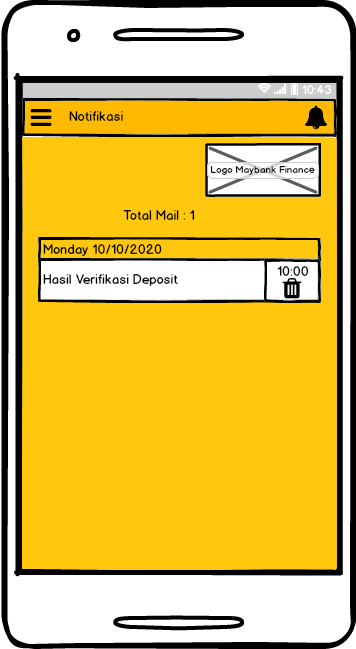 10:43
Notifikasi
Logo Maybank Finance
Total Mail : 1
Monday 10/10/2020
Hasil Verifikasi Deposit
10:00